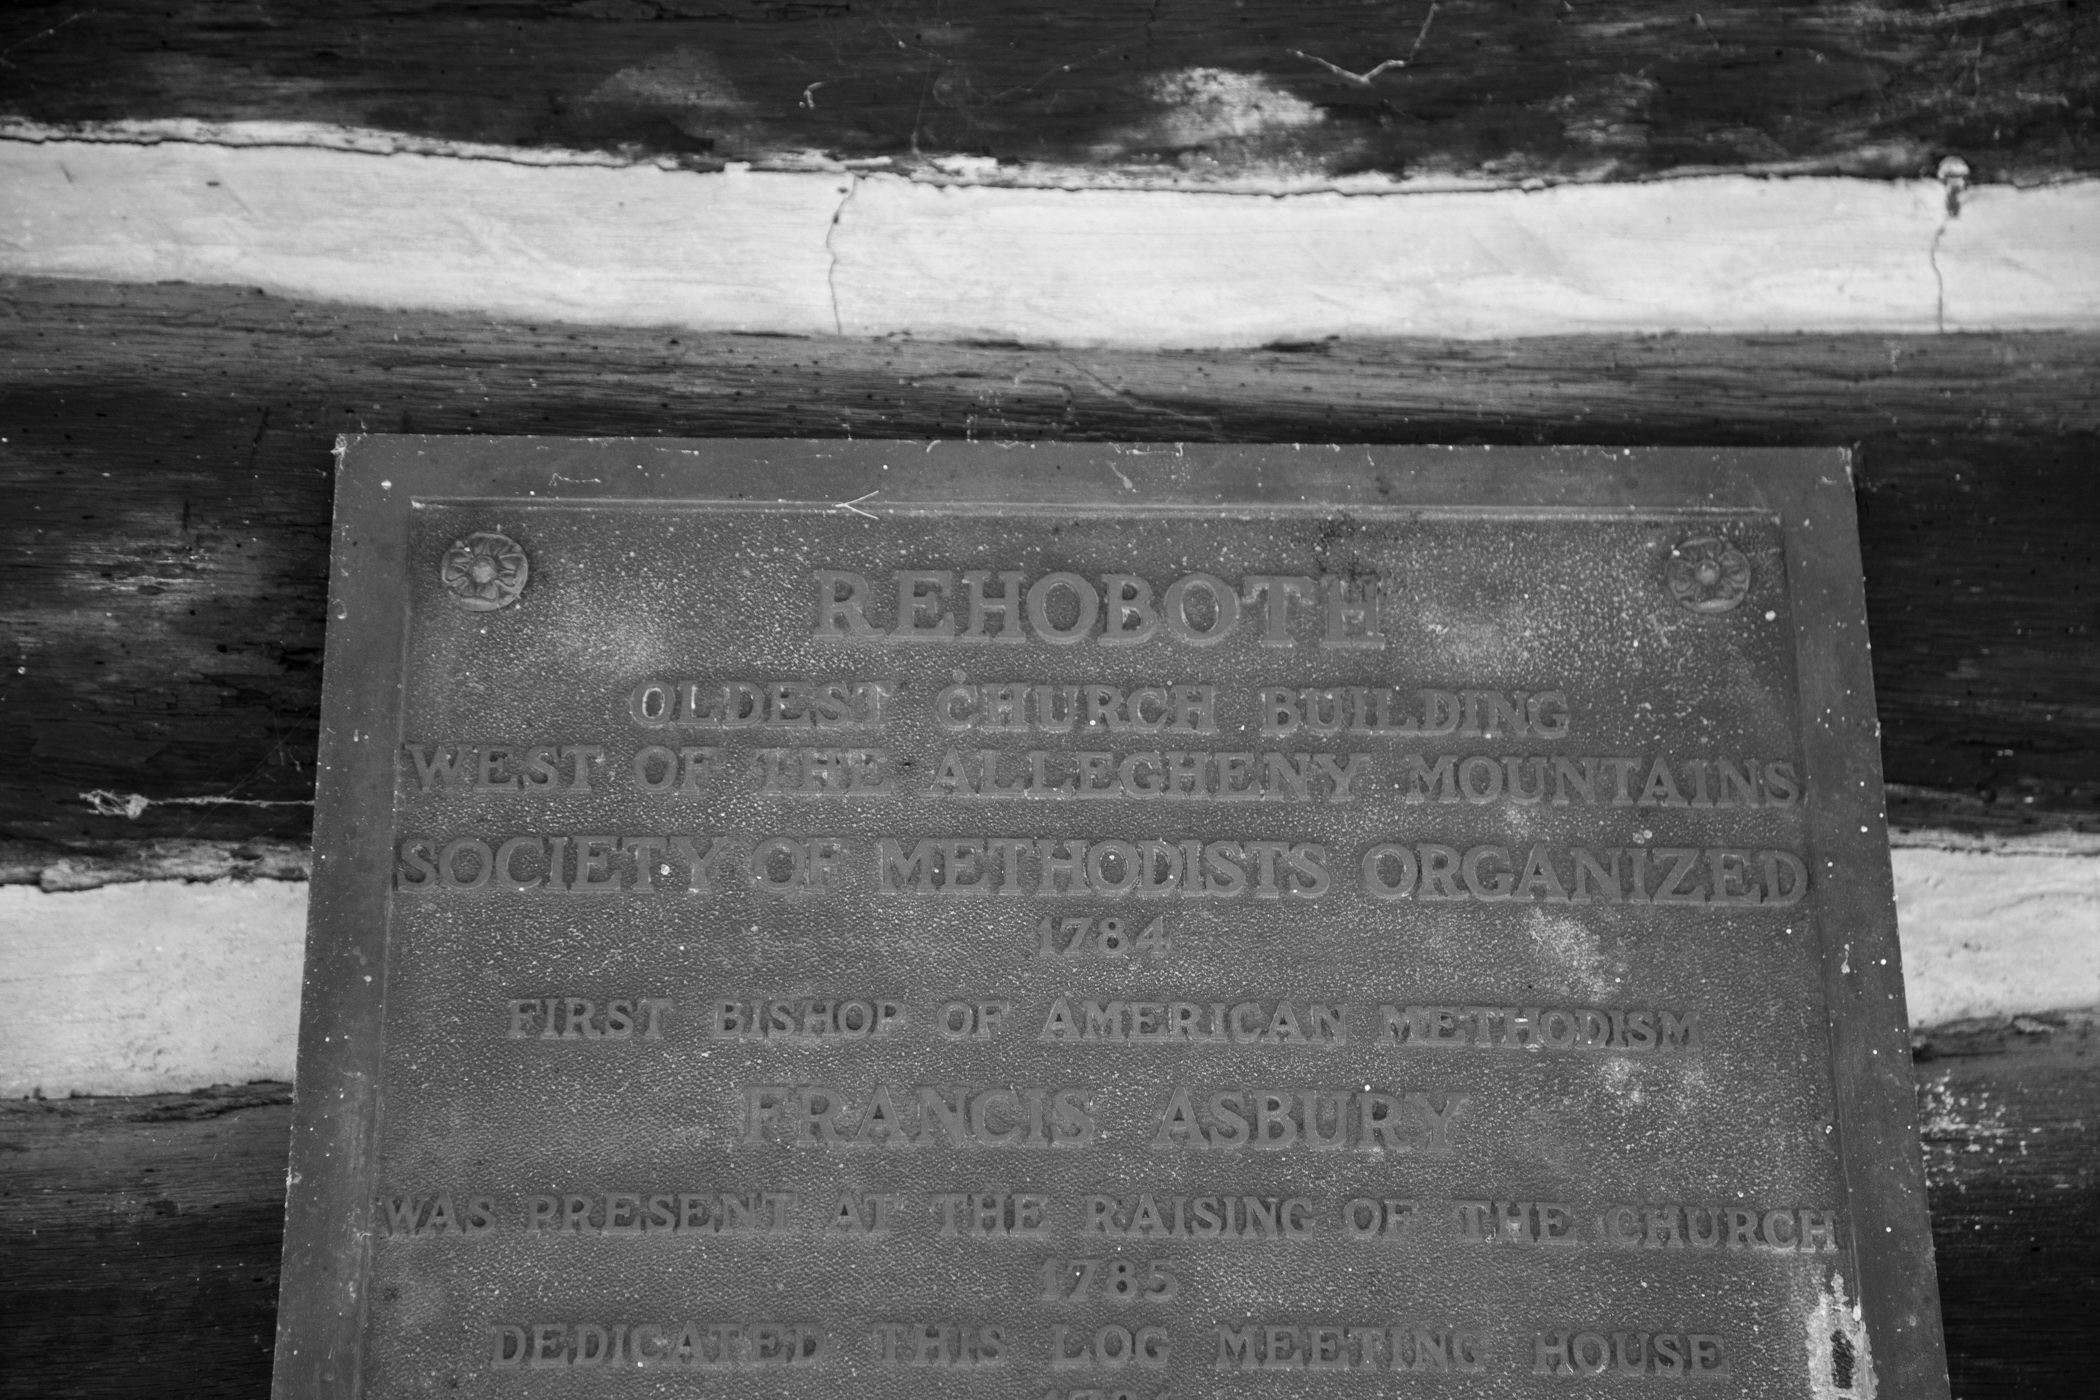 REHOBOTH
OLDEST CHURCH BUILDING
WEST OF THE ALLEGHENY MOUNTAINS
SOCIETY OF METHODISTS ORGANIZED
1784
FIRST BISHOP OF AMERICAN METHODISM
FRANCIS ASBURY
WAS PRESENT AT THE RAISING OF THE CHURCH
1785
DEDICATED THIS LOG MEETING HOUSE